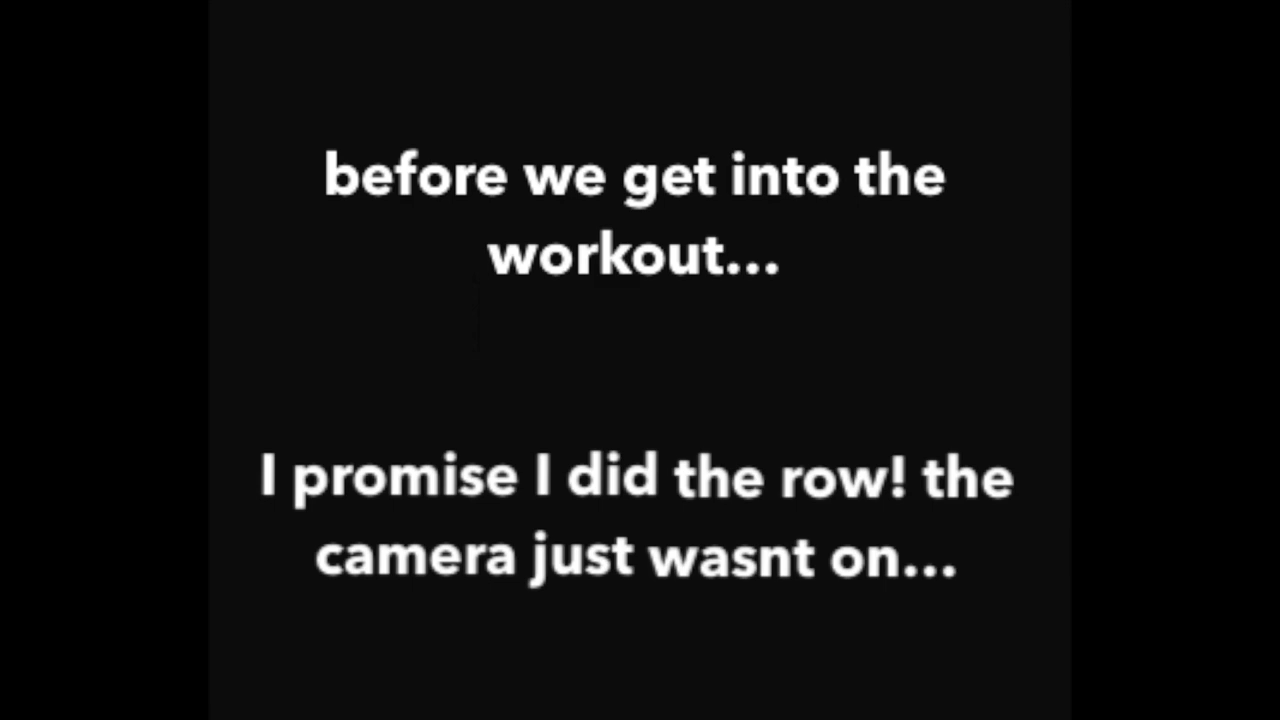 before we get into the
workout...
I promise I did the row! the
camera just wasnt on...